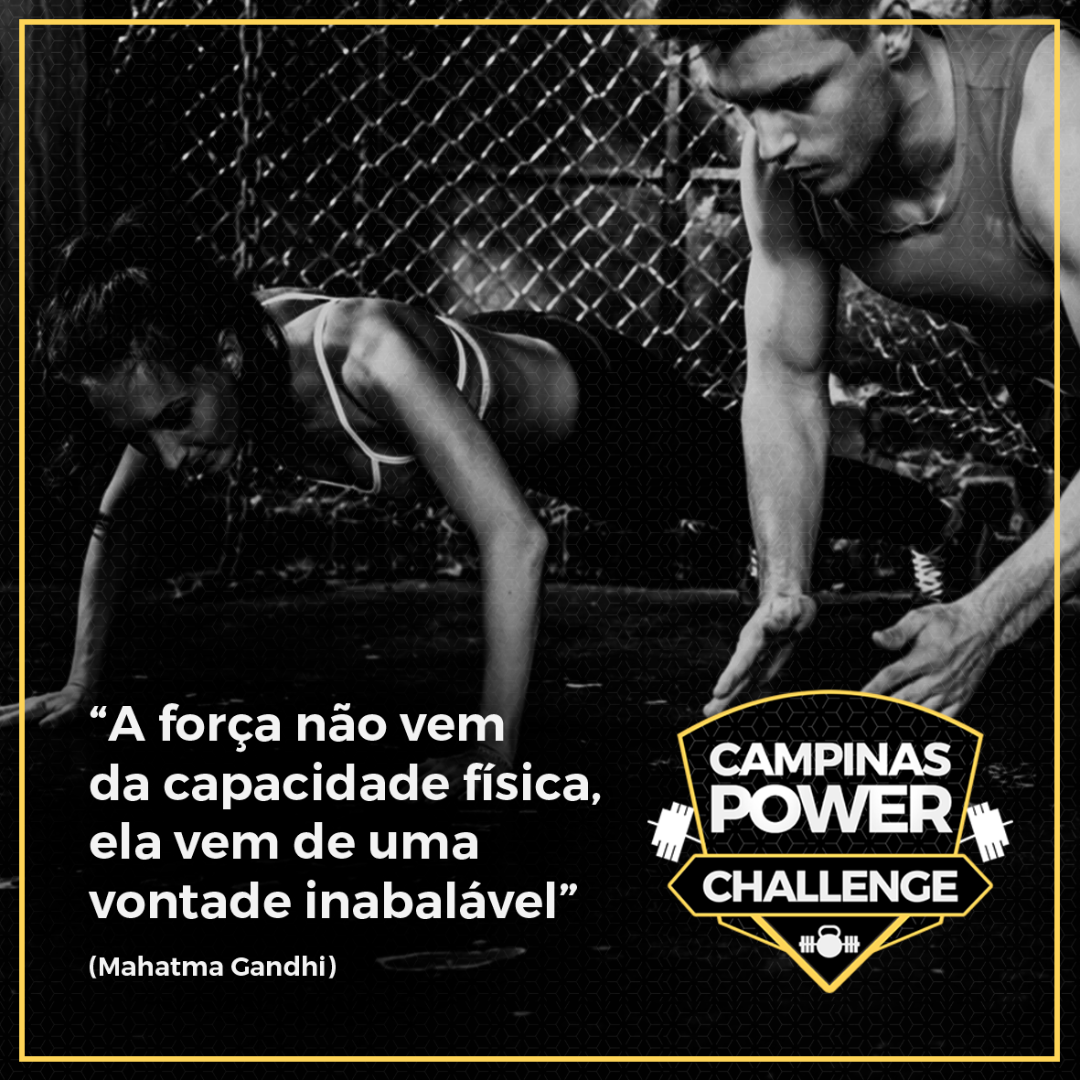 “A força não vem
da capacidade física,
ela vem de uma
vontade inabalável”
(Mahatma Gandhi)
CAMPINAS
POWER
CHALLENGE